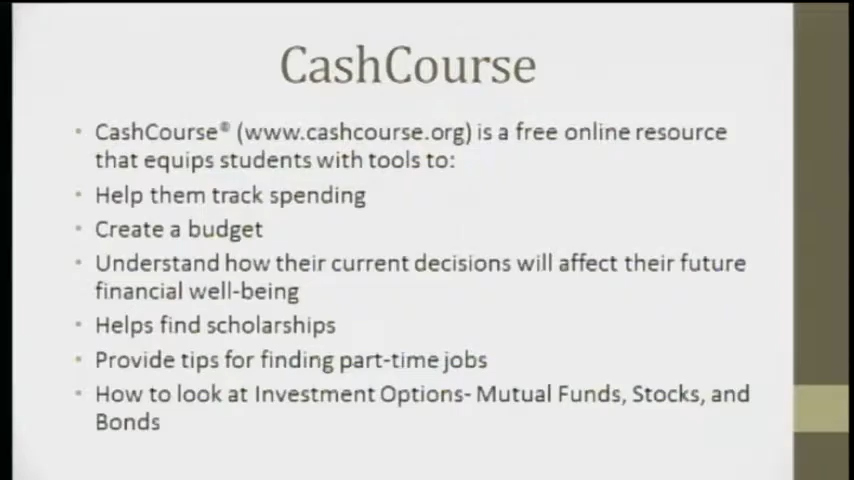 CashCourse
• CashCourse® (www.cashcourse.org) is a free online resource
that equips students with tools to:
• Help them track spending
• Create a budget
• Understand how their current decisions will affect their future
financial well-being
• Helps find scholarships
• Provide tips for finding part-time jobs
• How to look at Investment Options- Mutual Funds, Stocks, and
Bonds